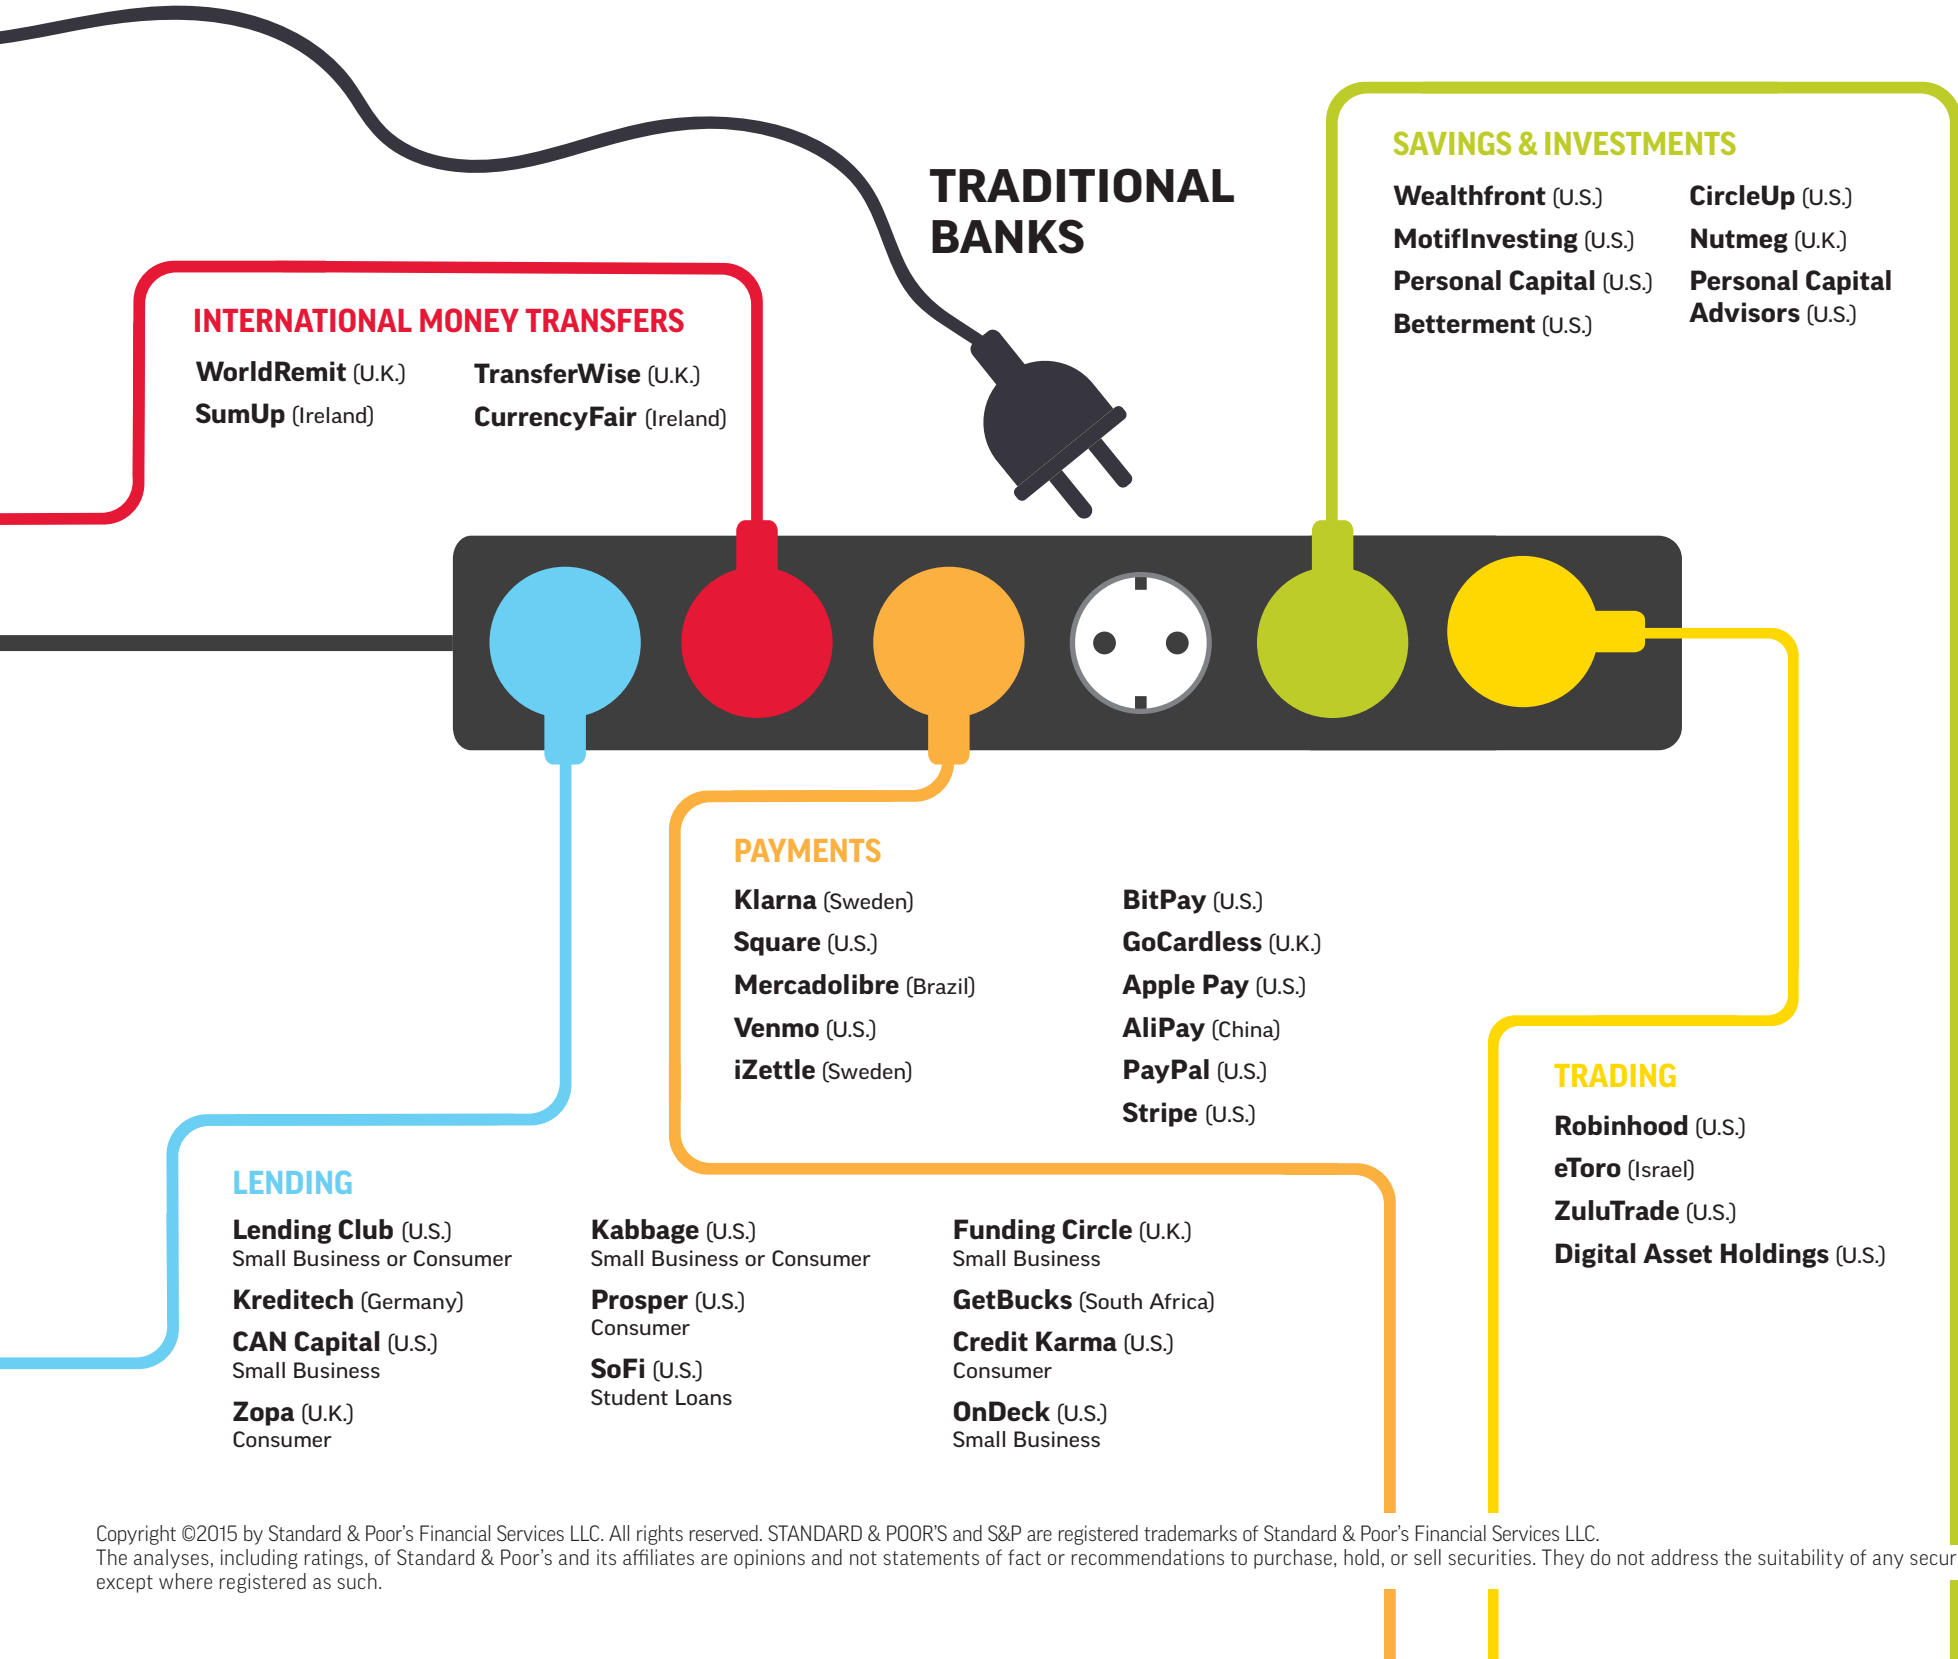 TRADITIONAL
BANKS
SAVINGS & INVESTMENTS
Wealthfront (U.S.)
MotifInvesting (U.S.)
Personal Capital (U.S.)
Betterment (U.S.)
CircleUp (U.S.)
Nutmeg (U.K.)
Personal Capital
Advisors (U.S.)
INTERNATIONAL MONEY TRANSFERS
WorldRemit (U.K.)
SumUp (Ireland)
TransferWise (U.K.)
CurrencyFair (Ireland)
PAYMENTS
Klarna (Sweden)
Square (U.S.)
Mercadolibre (Brazil)
Venmo (U.S.)
iZettle (Sweden)
BitPay (U.S.)
GoCardless (U.K.)
Apple Pay (U.S.)
AliPay (China)
PayPal (U.S.)
Stripe (U.S.)
TRADING
Robinhood (U.S.)
eToro (Israel)
ZuluTrade (U.S.)
Digital Asset Holdings (U.S.)
LENDING
Lending Club (U.S.)
Small Business or Consumer
Kreditech (Germany)
CAN Capital (U.S.)
Small Business
Zopa (U.K.)
Consumer
Kabbage (U.S.)
Small Business or Consumer
Prosper (U.S.)
Consumer
SoFi (U.S.)
Student Loans
Funding Circle (U.K.)
Small Business
GetBucks (South Africa)
Credit Karma (U.S.)
Consumer
OnDeck (U.S.)
Small Business
Copyright ©2015 by Standard & Poor's Financial Services LLC. All rights reserved. STANDARD & POOR'S and S&P are registered trademarks of Standard & Poor's Financial Services LLC.
The analyses, including ratings, of Standard & Poor's and its affiliates are opinions and not statements of fact or recommendations to purchase, hold, or sell securities. They do not address the suitability of any secur
except where registered as such.